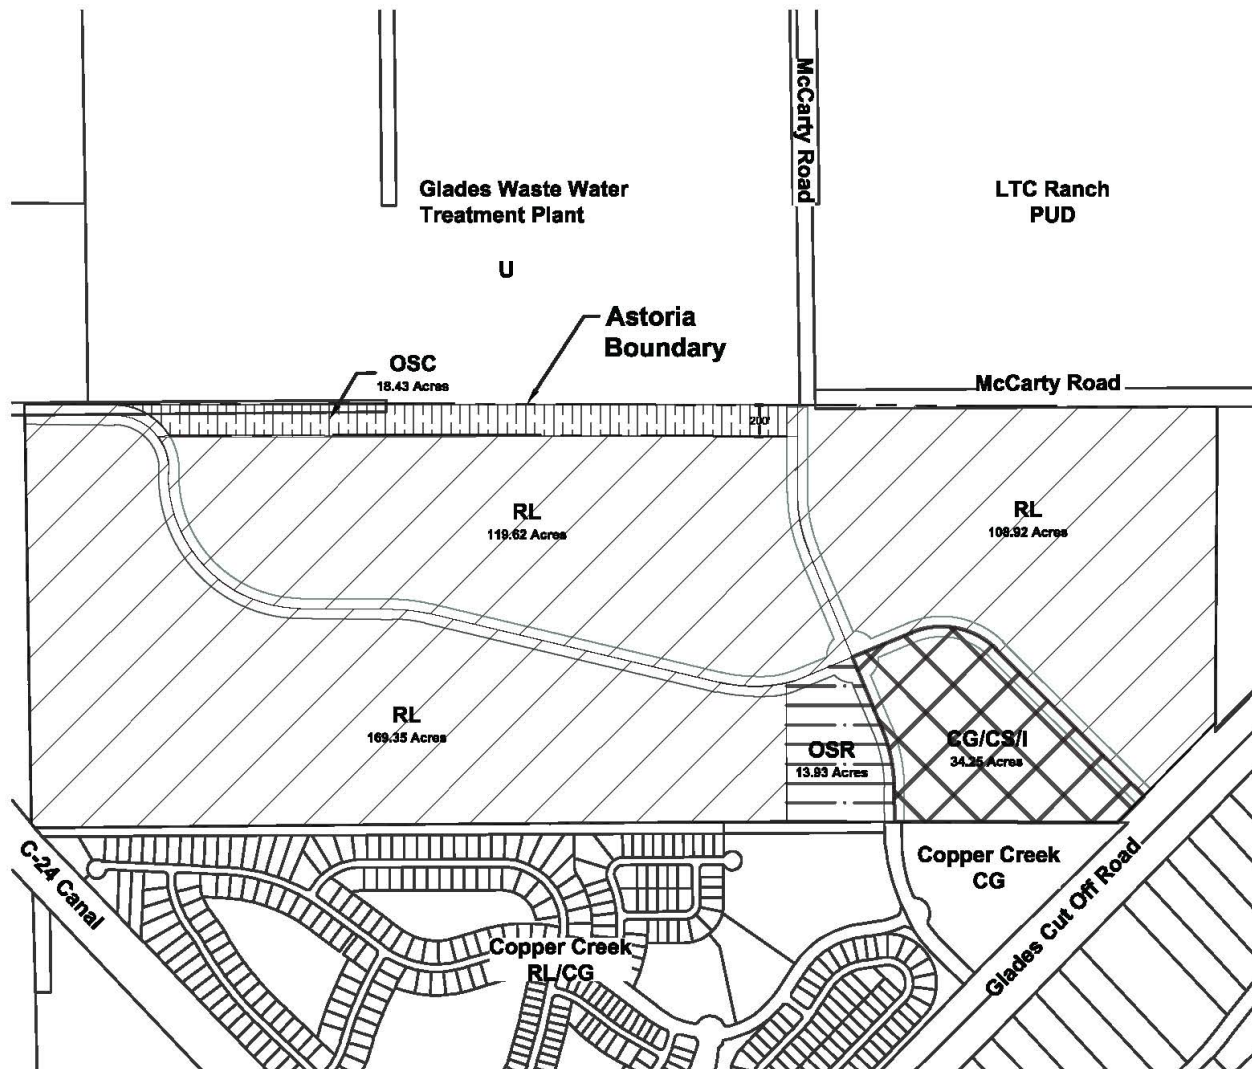 McCarty Road
Glades Waste Water
Treatment Plant
U
LTC Ranch
PUD
Astoria
Boundary
OSC
18.43 Acres
McCarty Road
200'
RL
119.62 Acres
RL
108.92 Acres
RL
169.35 Acres
OSR
13.93 Acres
CG/CS/I
34.25 Acres
C-24 Canal
Copper Creek
CG
Glades Cut Off Road
Copper Creek
RL/CG